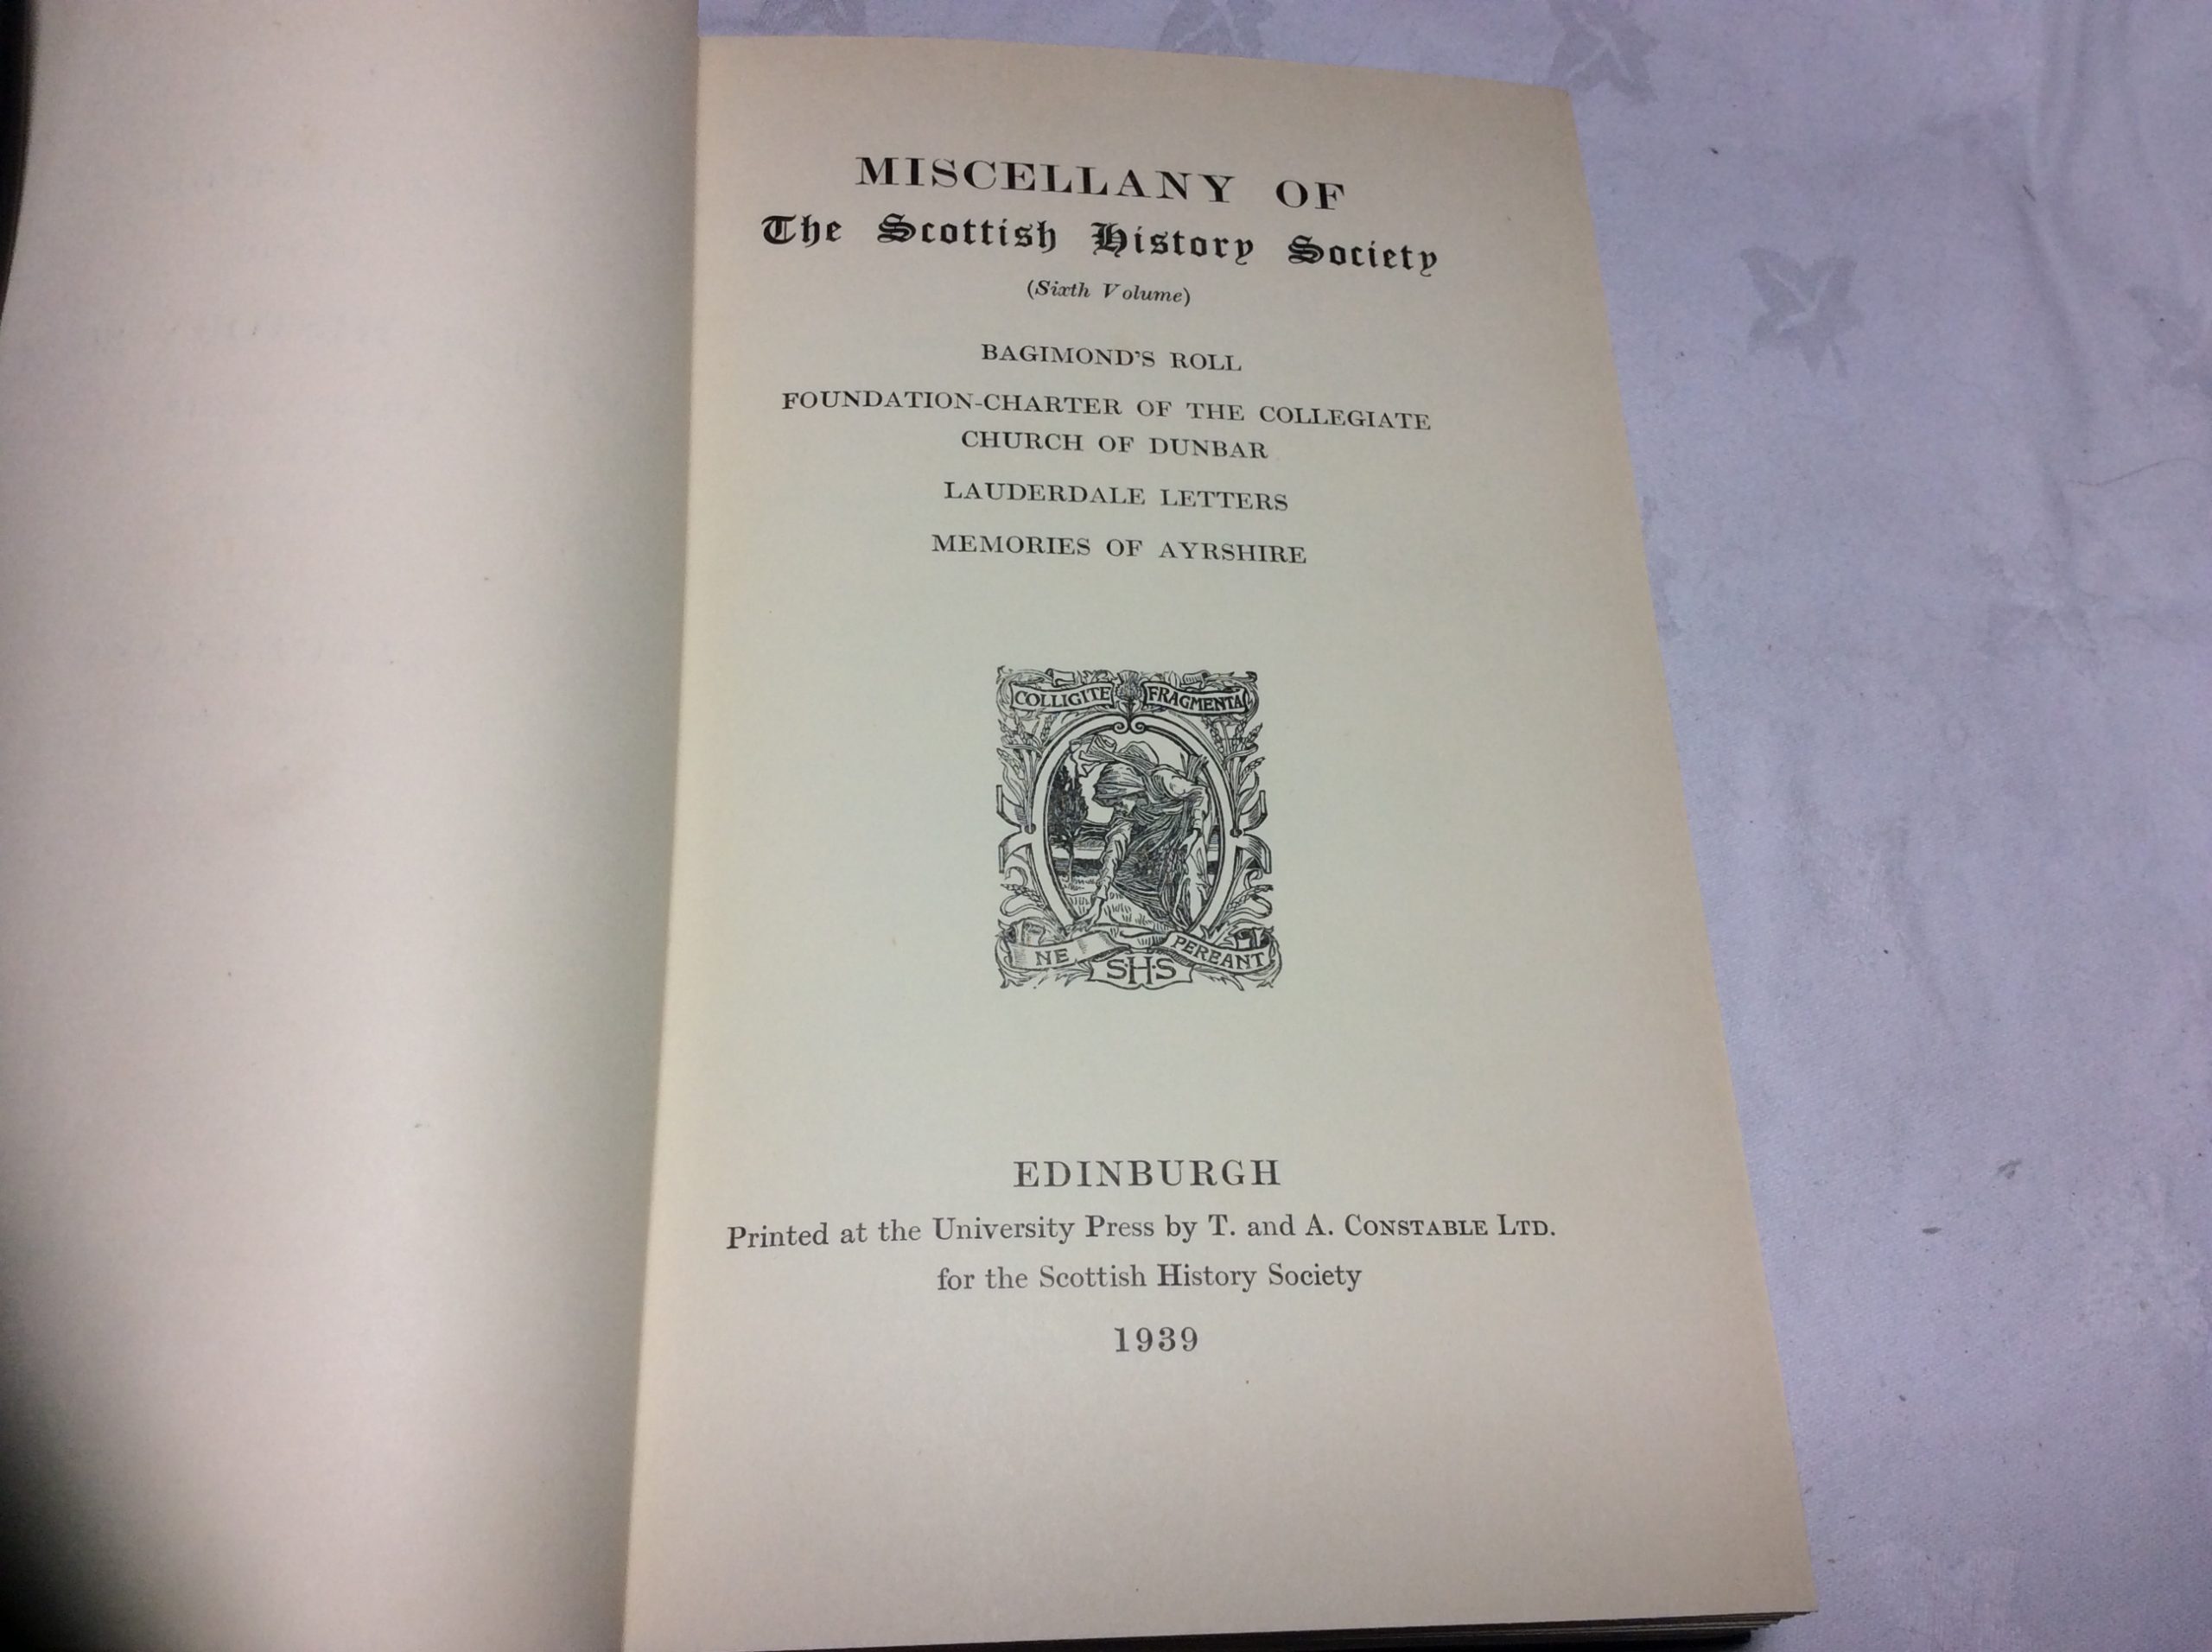 MISCELLANY OF
The Scottish History Society
(Sixth Volume)
BAGIMOND'S ROLL
FOUNDATION-CHARTER OF THE COLLEGIATE
CHURCH OF DUNBAR
LAUDERDALE LETTERS
MEMORIES OF AYRSHIRE
COLLIGITE FRAGMENTA
NE PEREANT
S·H·S
EDINBURGH
Printed at the University Press by T. and A. CONSTABLE LTD.
for the Scottish History Society
1939